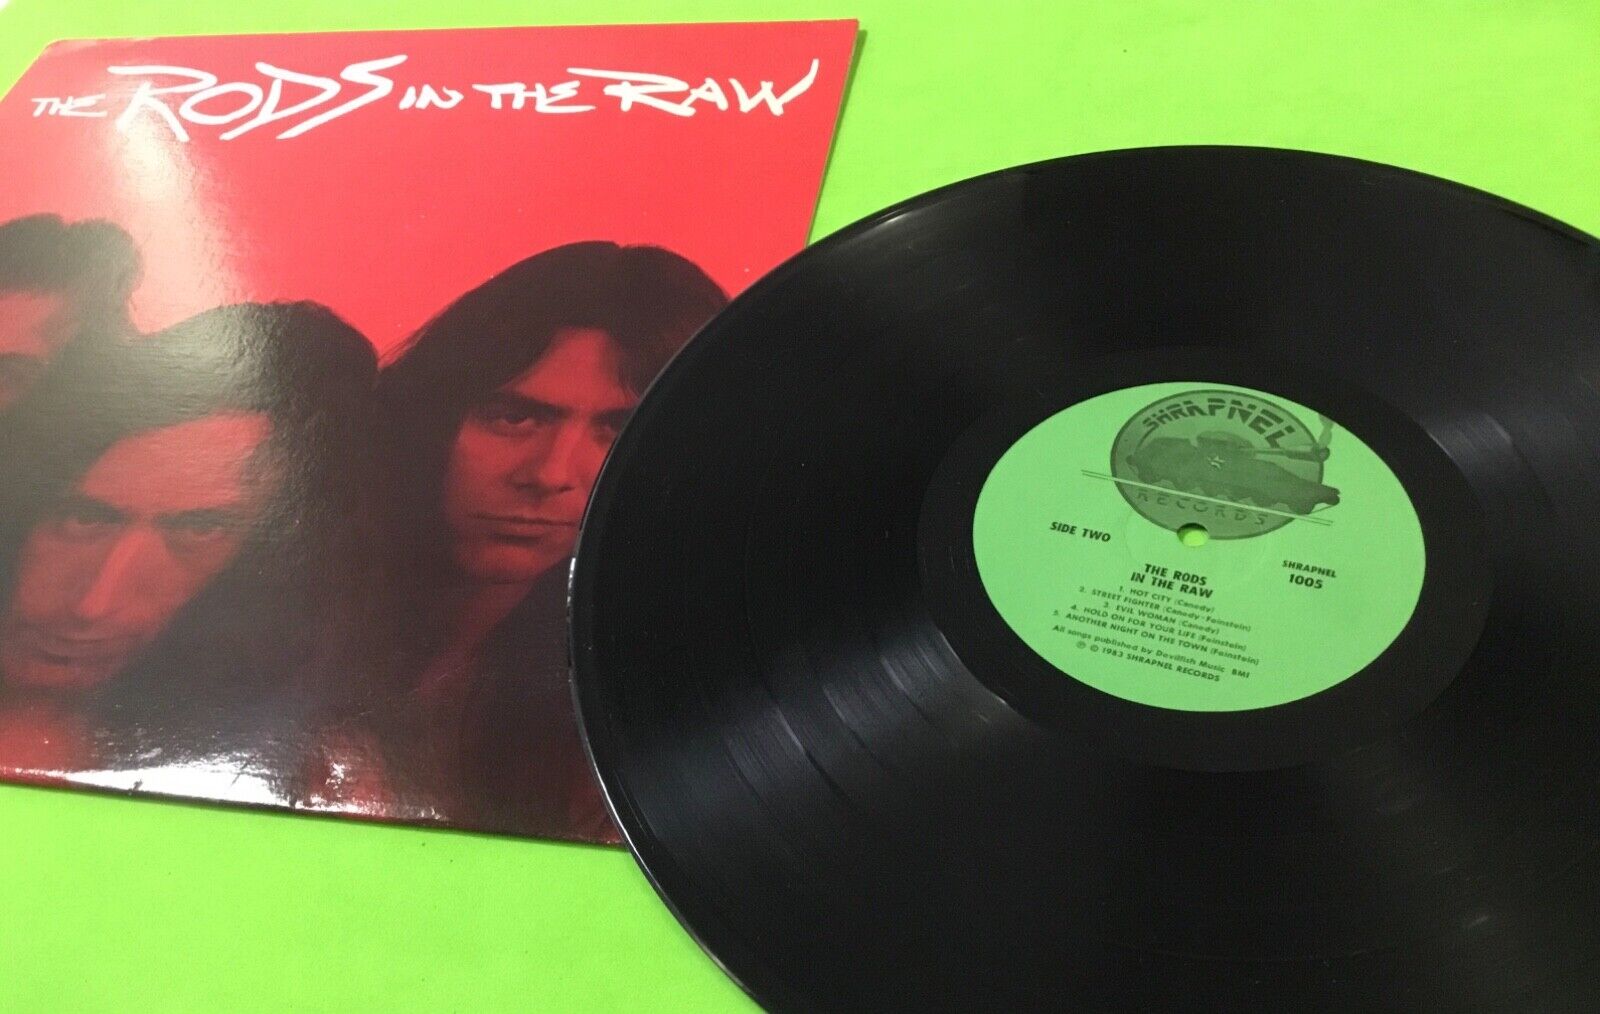 THE RODS IN THE RAW
SHRAPNEL
RECORDS
SIDE TWO
SHRAPNEL
1005
THE RODS
IN THE RAW
1. HOT CITY (Canedy)
2. STREET FIGHTER (Canedy - Feinstein)
3. EVIL WOMAN (Canedy)
4. HOLD ON FOR YOUR LIFE (Feinstein)
5. ANOTHER NIGHT ON THE TOWN (Feinstein)
All songs published by Devilfish Music BMI
℗ © 1983 SHRAPNEL RECORDS